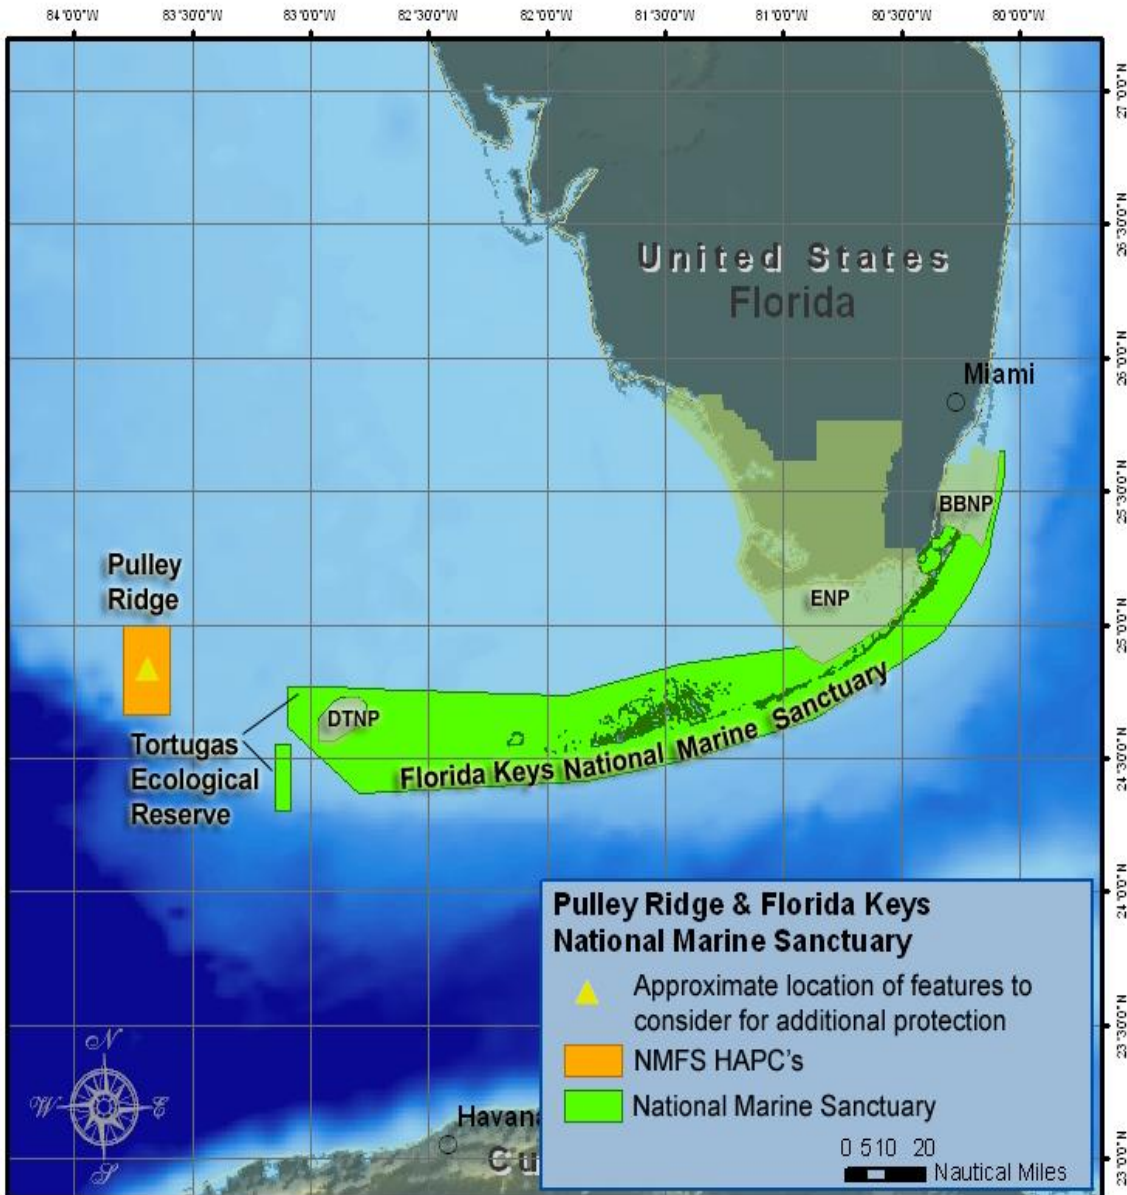 84°0'0"W 83°30'0"W 83°0'0"W 82°30'0"W 82°0'0"W 81°30'0"W 81°0'0"W 80°30'0"W 80°0'0"W
27°0'0"N
26°30'0"N
United States
Florida
26°0'0"N
Miami
25°30'0"N
BBNP
Pulley
Ridge
ENP
25°0'0"N
DTNP
Tortugas
Ecological
Reserve
Florida Keys National Marine Sanctuary
24°30'0"N
24°0'0"N
Pulley Ridge & Florida Keys
National Marine Sanctuary
Approximate location of features to
consider for additional protection
NMFS HAPC's
National Marine Sanctuary
0 5 10 20
Nautical Miles
23°30'0"N
N
W E
S
Havana
Cu
23°0'0"N